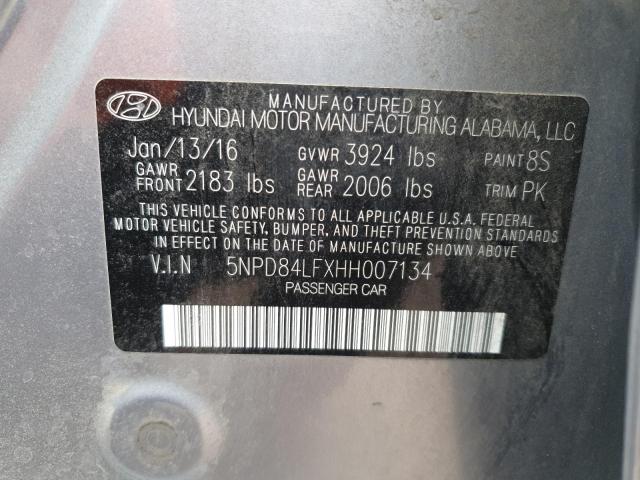 MANUFACTURED BY
HYUNDAI MOTOR MANUFACTURING ALABAMA, LLC
Jan/13/16 GVWR 3924 lbs PAINT 8S
GAWR FRONT 2183 lbs GAWR REAR 2006 lbs TRIM PK
THIS VEHICLE CONFORMS TO ALL APPLICABLE U.S.A. FEDERAL
MOTOR VEHICLE SAFETY, BUMPER, AND THEFT PREVENTION STANDARDS
IN EFFECT ON THE DATE OF MANUFACTURE SHOWN ABOVE
V.I.N 5NPD84LFXHH007134
PASSENGER CAR